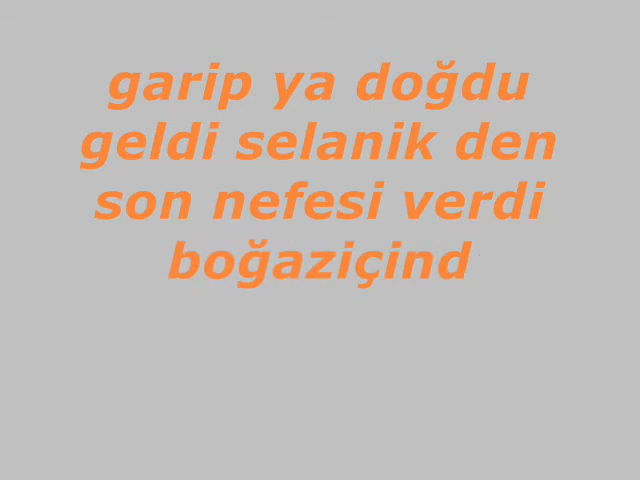 garip ya doğdu
geldi selanik den
son nefesi verdi
boğaziçind